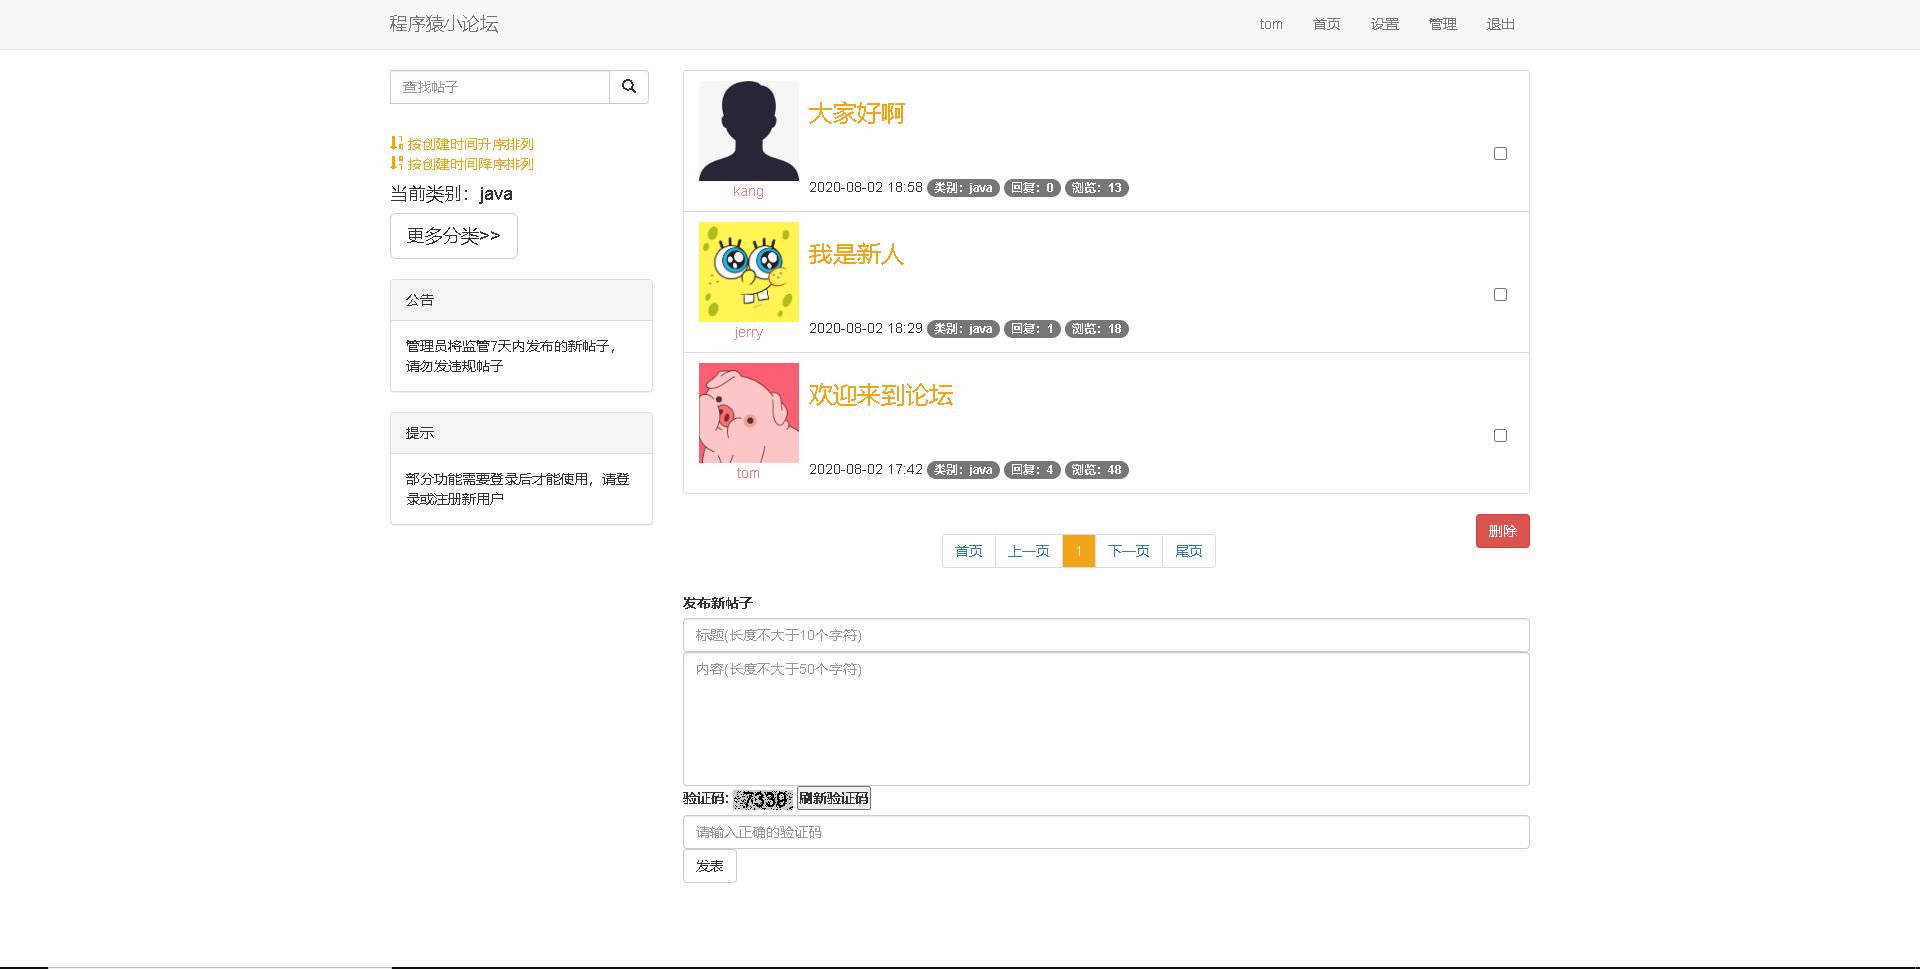 程序猿小论坛
tom 首页 设置 管理 退出
查找帖子
按创建时间升序排列
按创建时间降序排列
当前类别：java
更多分类>>
公告
管理员将监管7天内发布的新帖子，
请勿发违规帖子
提示
部分功能需要登录后才能使用，请登
录或注册新用户
大家好啊
kang
2020-08-02 18:58 类别：java 回复：0 浏览：13
我是新人
jerry
2020-08-02 18:29 类别：java 回复：1 浏览：18
欢迎来到论坛
tom
2020-08-02 17:42 类别：java 回复：4 浏览：48
删除
首页 上一页 1 下一页 尾页
发布新帖子
标题(长度不大于10个字符)
内容(长度不大于50个字符)
验证码: 7339 刷新验证码
请输入正确的验证码
发表